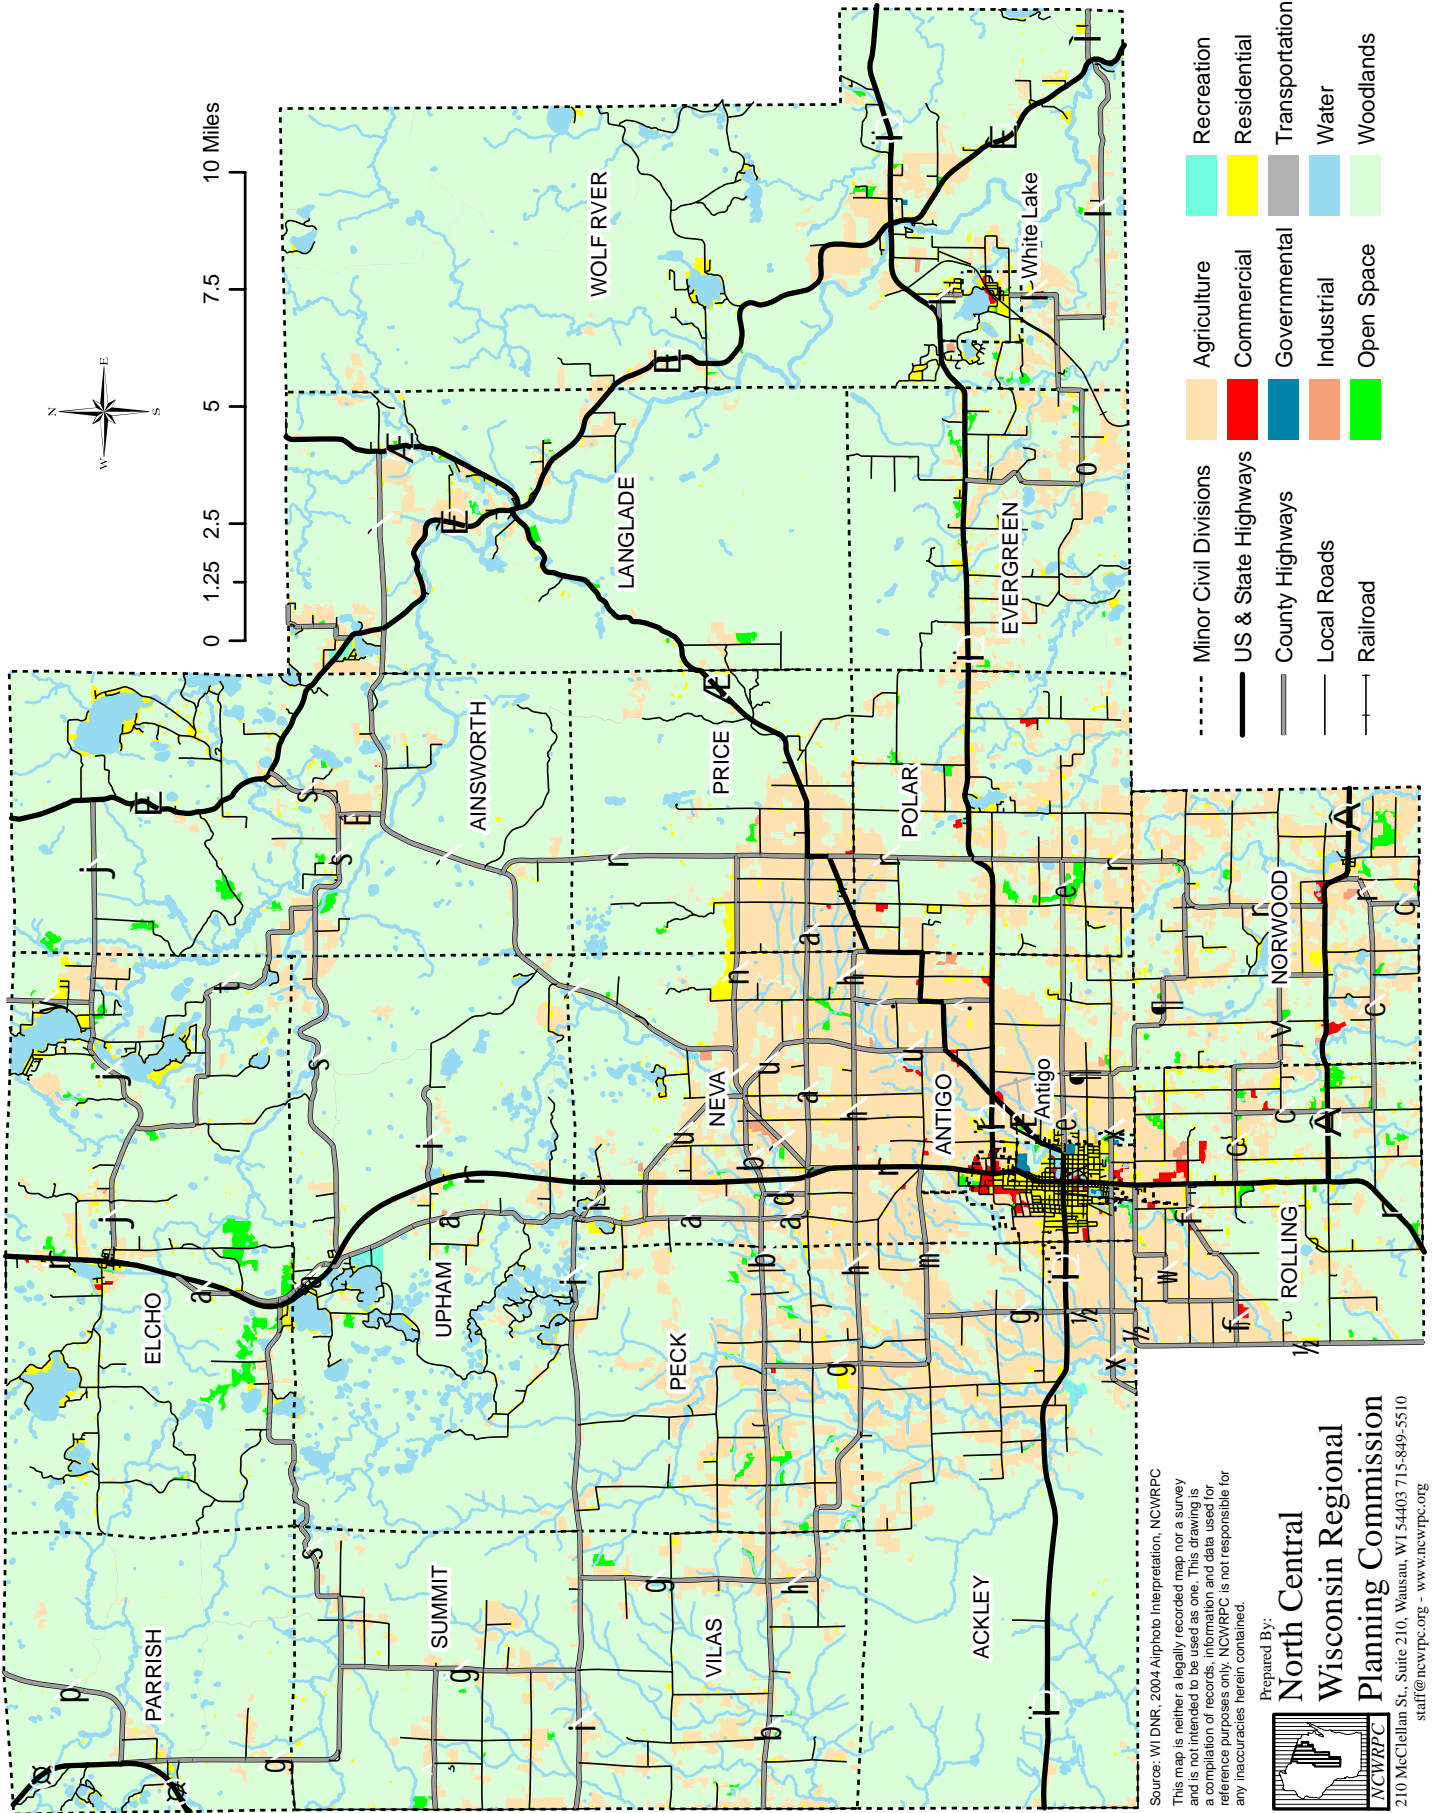 N
W
E
S
0
1.25
2.5
5
7.5
10 Miles
PARRISH
ELCHO
SUMMIT
UPHAM
AINSWORTH
VILAS
PECK
NEVA
PRICE
LANGLADE
WOLF RVER
ACKLEY
ANTIGO
Antigo
POLAR
EVERGREEN
White Lake
ROLLING
NORWOOD
Minor Civil Divisions
US & State Highways
County Highways
Local Roads
Railroad
Agriculture
Commercial
Governmental
Industrial
Open Space
Recreation
Residential
Transportation
Water
Woodlands
Source: WI DNR, 2004 Airphoto Interpretation, NCWRPC
This map is neither a legally recorded map nor a survey
and is not intended to be used as one. This drawing is
a compilation of records, information and data used for
reference purposes only. NCWRPC is not responsible for
any inaccuracies herein contained.
Prepared By:
North Central
Wisconsin Regional
Planning Commission
NCWRPC
210 McClellan St., Suite 210, Wausau, WI 54403 715-849-5510
staff@ncwrpc.org - www.ncwrpc.org